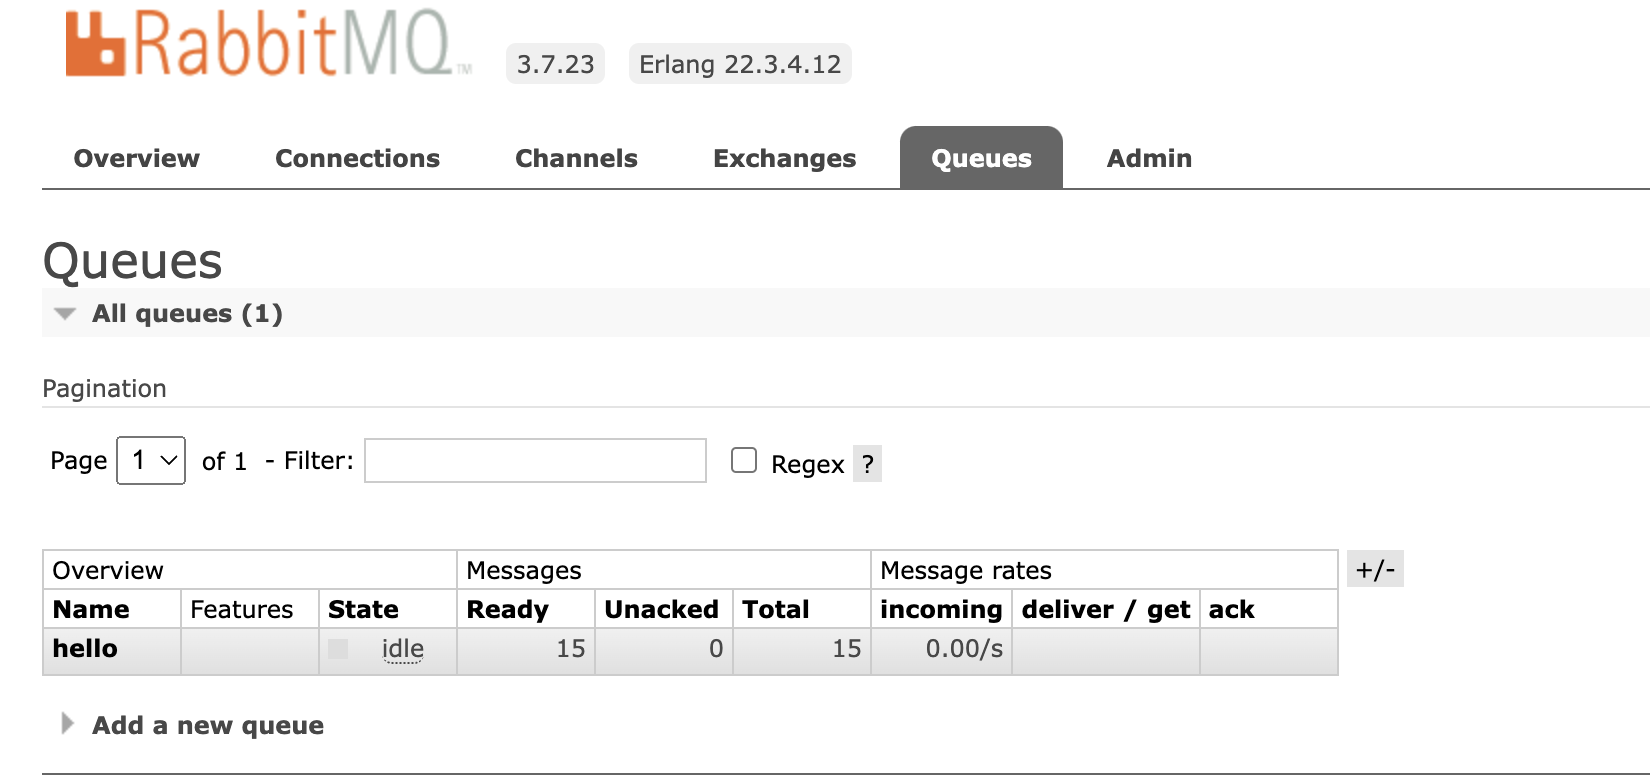 RabbitMQ TM 3.7.23 Erlang 22.3.4.12
Overview Connections Channels Exchanges Queues Admin
Queues
All queues (1)
Pagination
Page 1 of 1 - Filter: Regex ?
Overview Messages Message rates +/-
Name Features State Ready Unacked Total incoming deliver / get ack
hello idle 15 0 15 0.00/s
Add a new queue